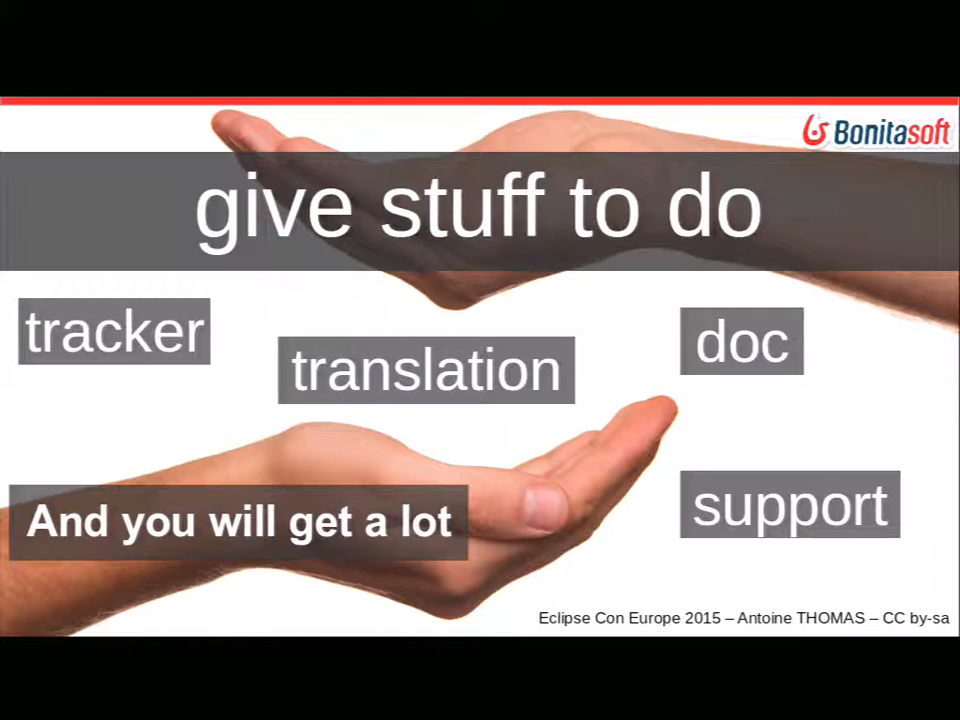 Bonitasoft
give stuff to do
tracker
translation
doc
And you will get a lot
support
Eclipse Con Europe 2015 – Antoine THOMAS – CC by-sa